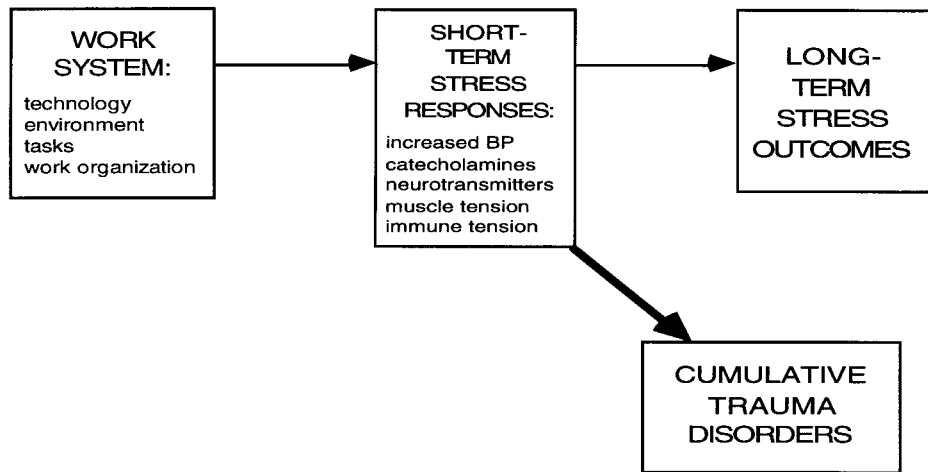 WORK
SYSTEM:
technology
environment
tasks
work organization
SHORT-
TERM
STRESS
RESPONSES:
increased BP
catecholamines
neurotransmitters
muscle tension
immune tension
LONG-
TERM
STRESS
OUTCOMES
CUMULATIVE
TRAUMA
DISORDERS